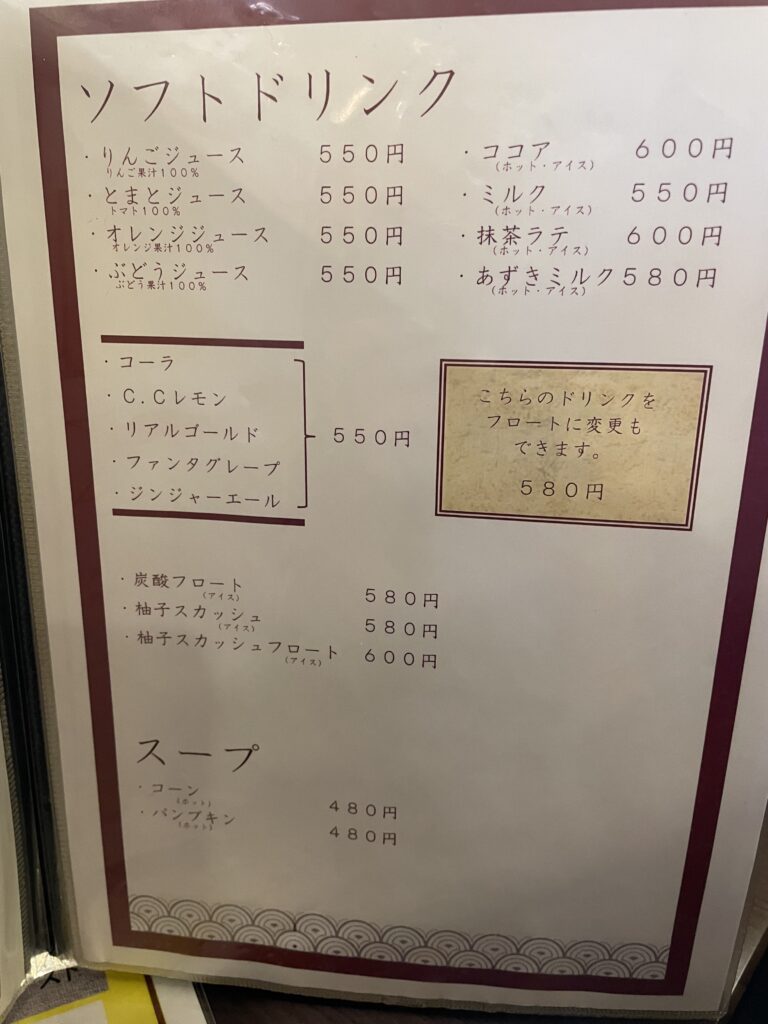 ソフトドリンク
・りんごジュース 550円
りんご果汁100%
・とまとジュース 550円
トマト100%
・オレンジジュース 550円
オレンジ果汁100%
・ぶどうジュース 550円
ぶどう果汁100%
・ココア 600円
(ホット・アイス)
・ミルク 550円
(ホット・アイス)
・抹茶ラテ 600円
(ホット・アイス)
・あずきミルク 580円
(ホット・アイス)
・コーラ
・C.Cレモン
・リアルゴールド
・ファンタグレープ
・ジンジャーエール
550円
こちらのドリンクを
フロートに変更も
できます。
580円
・炭酸フロート 580円
(アイス)
・柚子スカッシュ 580円
(アイス)
・柚子スカッシュフロート 600円
(アイス)
スープ
・コーン 480円
(ホット)
・パンプキン 480円
(ホット)